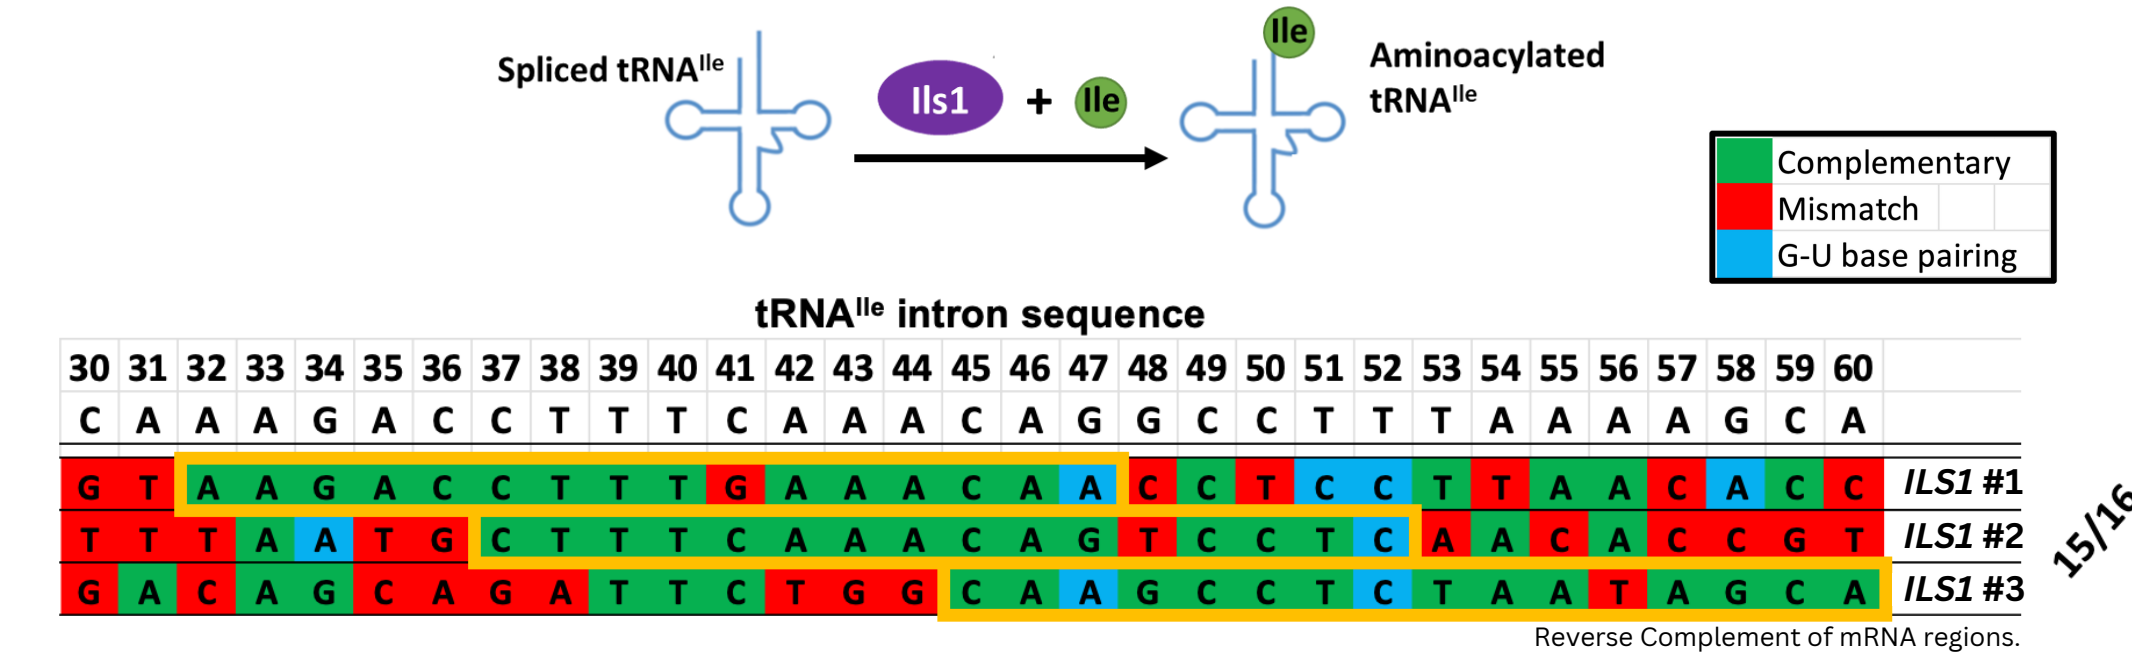 Spliced tRNAIle
Ils1
+
Ile
Ile
Aminoacylated
tRNAIle
Complementary
Mismatch
G-U base pairing
tRNAIle intron sequence
30 31 32 33 34 35 36 37 38 39 40 41 42 43 44 45 46 47 48 49 50 51 52 53 54 55 56 57 58 59 60
C A A A G A C C T T T C A A A C A G G C C T T T A A A A G C A
G T A A G A C C T T T G A A A C A A C C T C C T T A A C A C C ILS1 #1
T T T A A T G C T T T C A A A C A G T C C T C A A C A C C G T ILS1 #2
G A C A G C A G A T T C T G G C A A G C C T C T A A T A G C A ILS1 #3
15/16
Reverse Complement of mRNA regions.